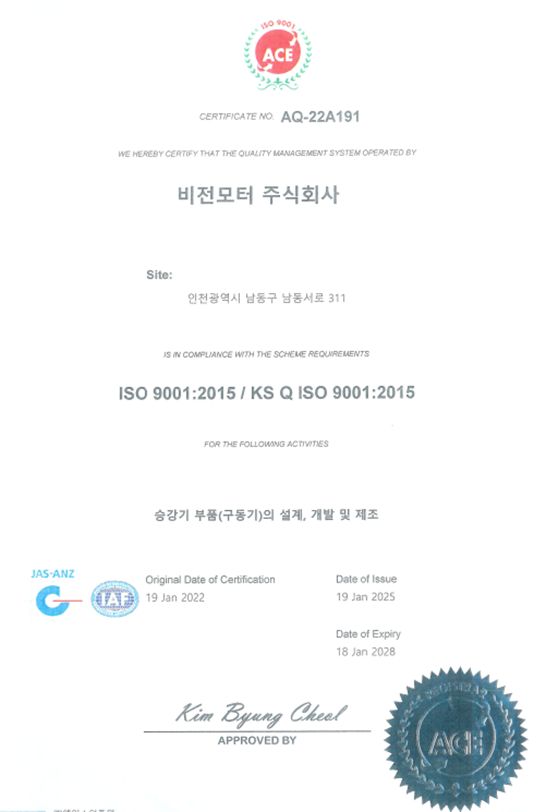 ISO 9001
ACE
CERTIFICATE NO. AQ-22A191
WE HEREBY CERTIFY THAT THE QUALITY MANAGEMENT SYSTEM OPERATED BY
비전모터 주식회사
Site:
인천광역시 남동구 남동서로 311
IS IN COMPLIANCE WITH THE SCHEME REQUIREMENTS
ISO 9001:2015 / KS Q ISO 9001:2015
FOR THE FOLLOWING ACTIVITIES
승강기 부품(구동기)의 설계, 개발 및 제조
JAS-ANZ
IAF
Original Date of Certification
19 Jan 2022
Date of Issue
19 Jan 2025
Date of Expiry
18 Jan 2028
Kim Byung Cheol
APPROVED BY
ACE